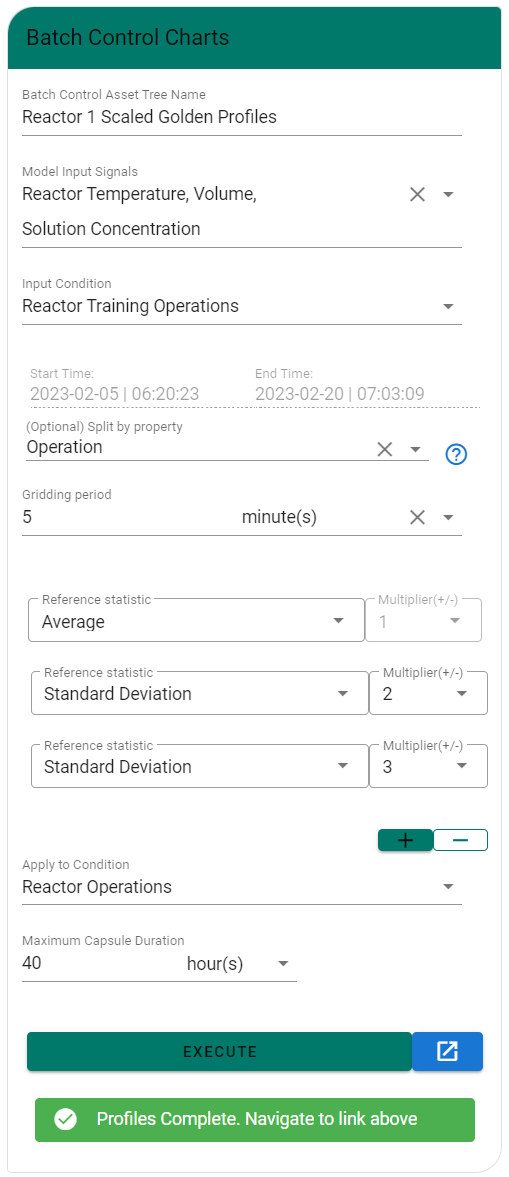 Batch Control Charts
Batch Control Asset Tree Name
Reactor 1 Scaled Golden Profiles
Model Input Signals
Reactor Temperature, Volume,
Solution Concentration
Input Condition
Reactor Training Operations
Start Time: End Time:
2023-02-05 | 06:20:23 2023-02-20 | 07:03:09
(Optional) Split by property
Operation
Gridding period
5 minute(s)
Reference statistic Multiplier(+/-)
Average 1
Reference statistic Multiplier(+/-)
Standard Deviation 2
Reference statistic Multiplier(+/-)
Standard Deviation 3
Apply to Condition
Reactor Operations
Maximum Capsule Duration
40 hour(s)
EXECUTE
Profiles Complete. Navigate to link above